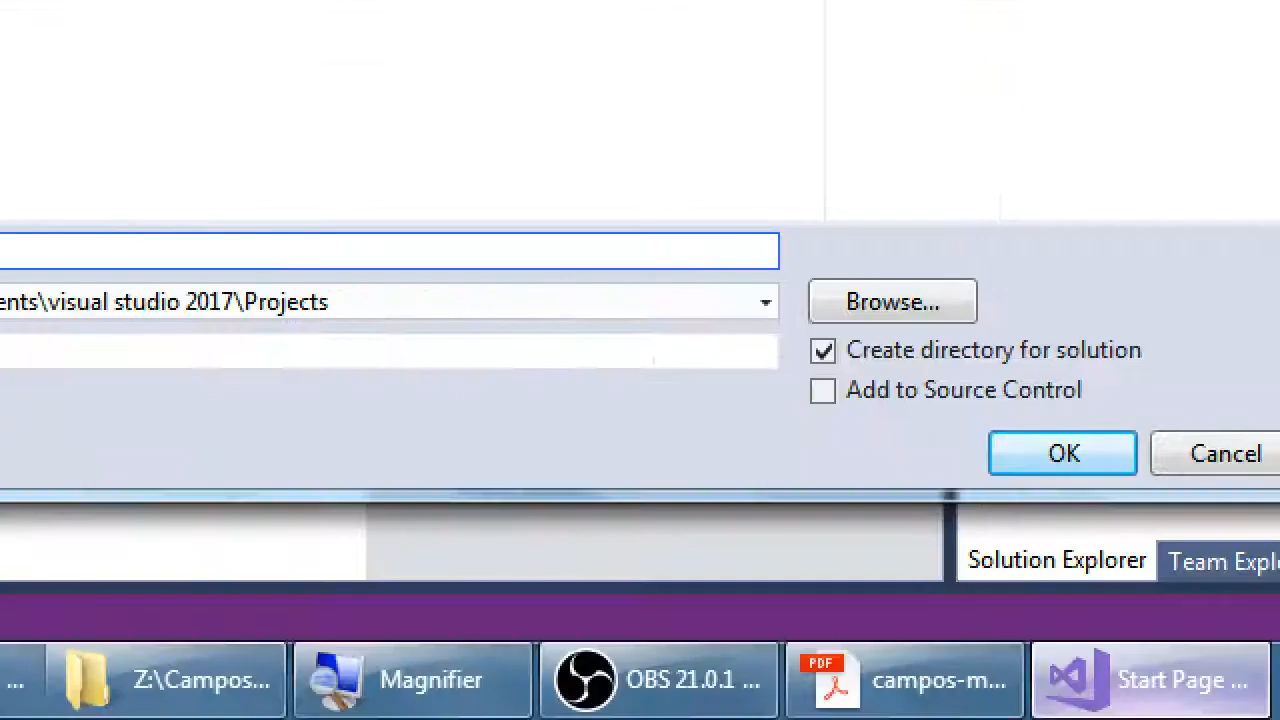 ents\visual studio 2017\Projects
Browse...
Create directory for solution
Add to Source Control
OK
Cancel
Solution Explorer
Team Explo
...
Z:\Campos...
Magnifier
OBS 21.0.1 ...
PDF
campos-m...
Start Page ...